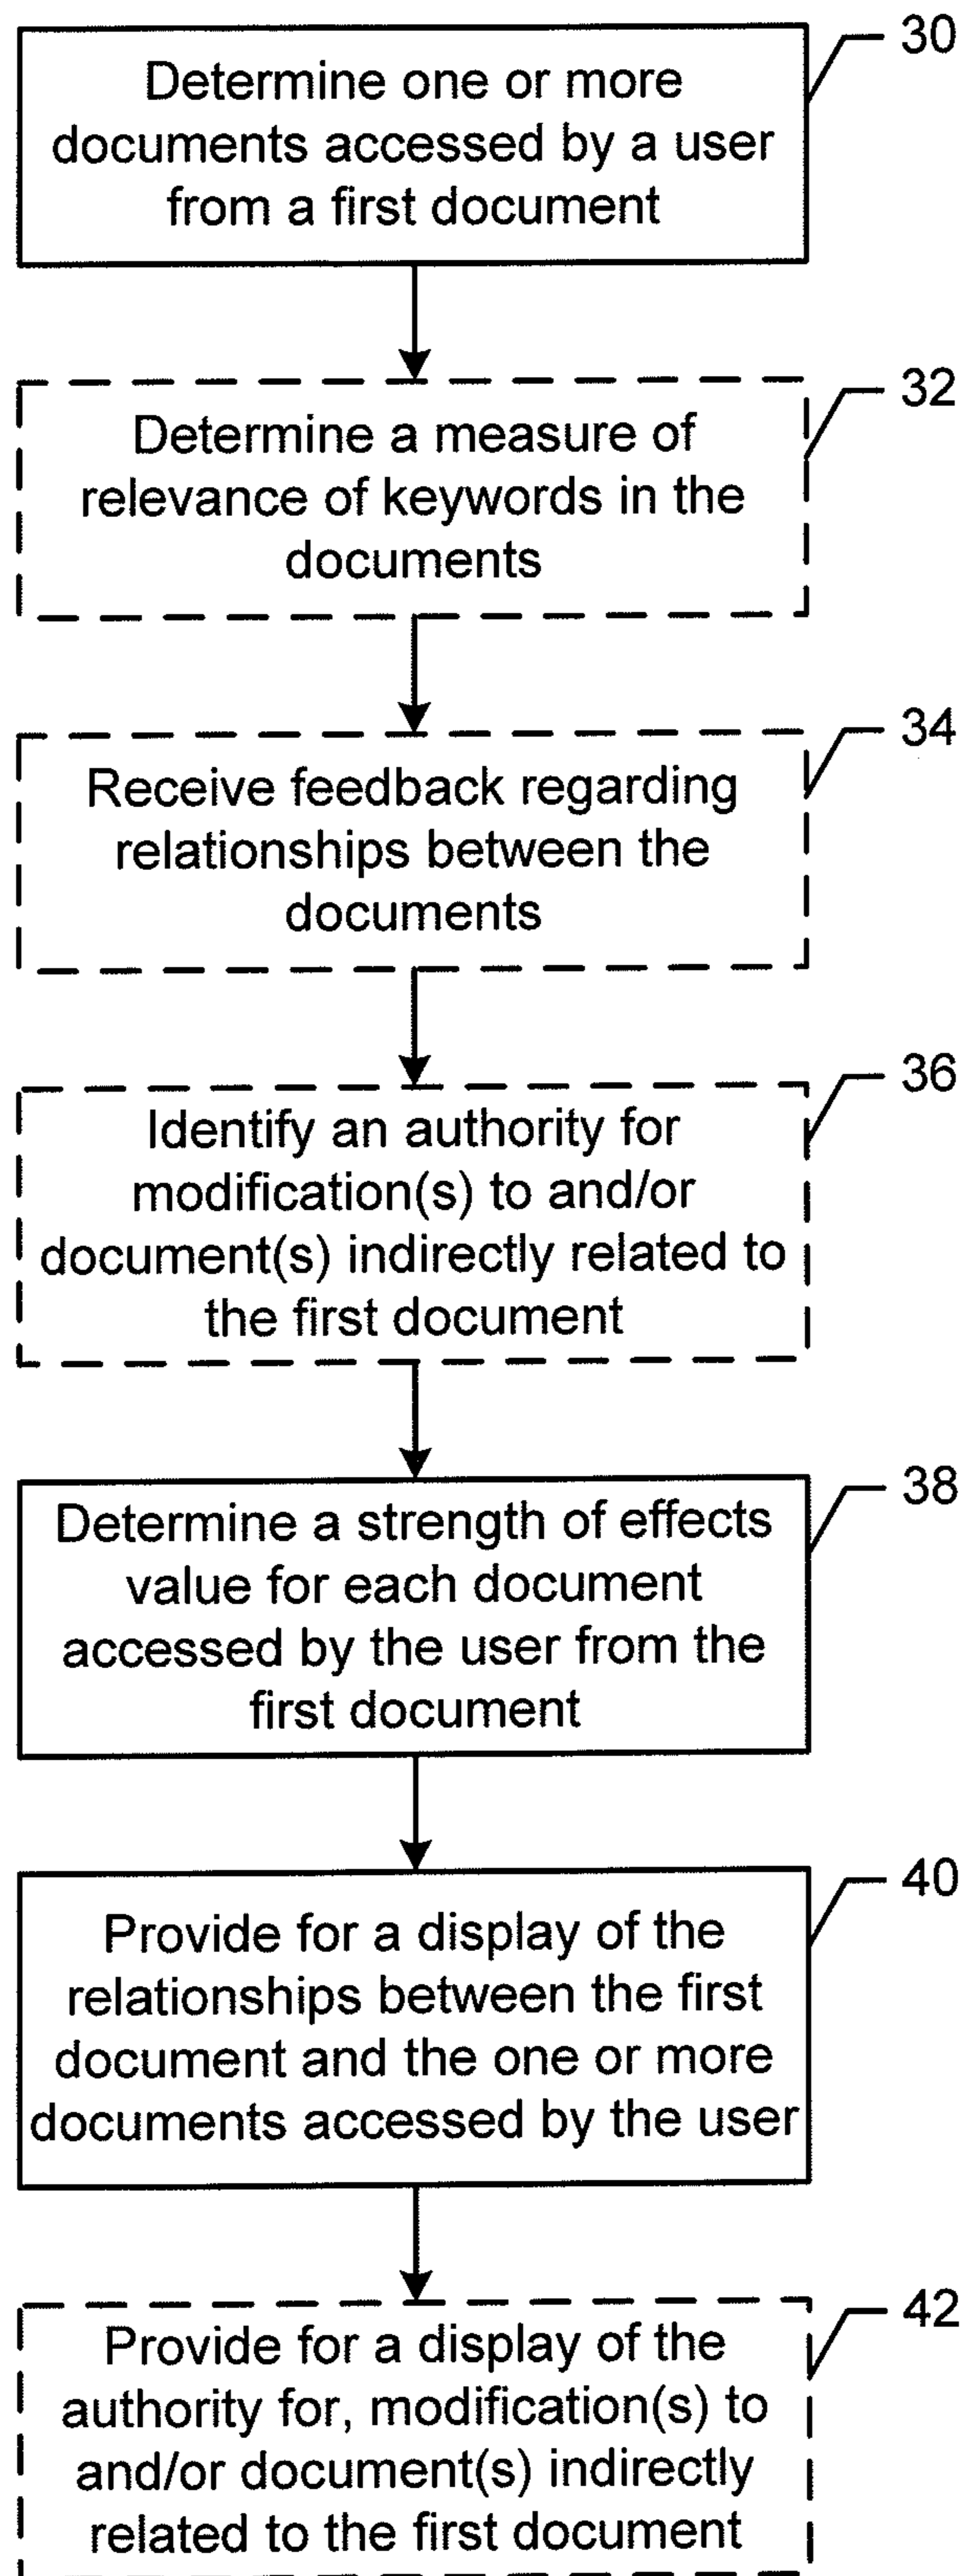 30
Determine one or more
documents accessed by a user
from a first document
32
Determine a measure of
relevance of keywords in the
documents
34
Receive feedback regarding
relationships between the
documents
36
Identify an authority for
modification(s) to and/or
document(s) indirectly related to
the first document
38
Determine a strength of effects
value for each document
accessed by the user from the
first document
40
Provide for a display of the
relationships between the first
document and the one or more
documents accessed by the user
42
Provide for a display of the
authority for, modification(s) to
and/or document(s) indirectly
related to the first document